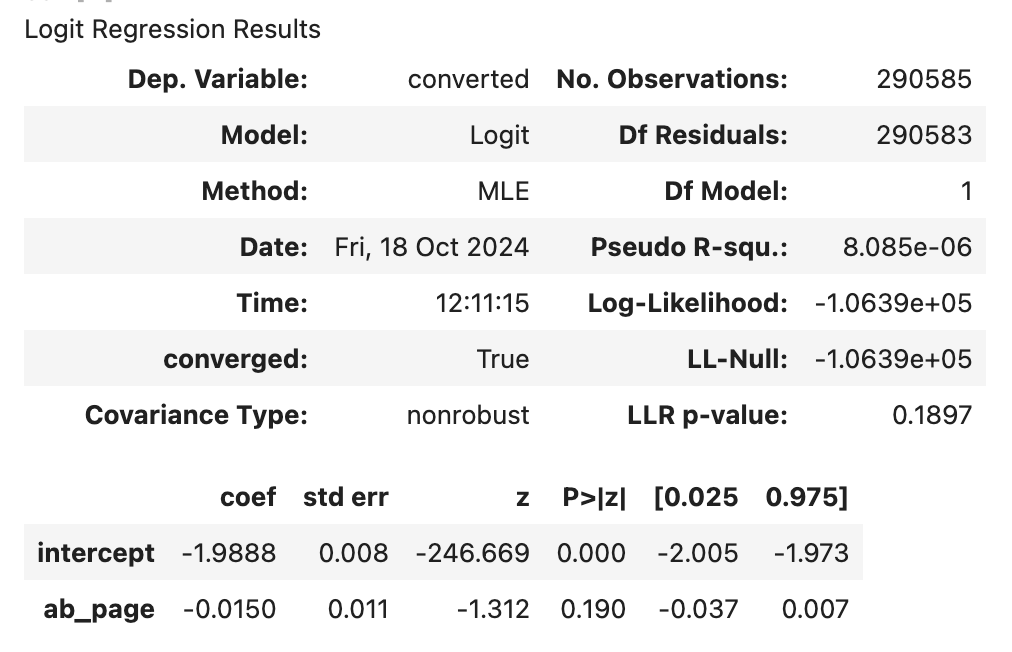 Logit Regression Results
Dep. Variable: converted No. Observations: 290585
Model: Logit Df Residuals: 290583
Method: MLE Df Model: 1
Date: Fri, 18 Oct 2024 Pseudo R-squ.: 8.085e-06
Time: 12:11:15 Log-Likelihood: -1.0639e+05
converged: True LL-Null: -1.0639e+05
Covariance Type: nonrobust LLR p-value: 0.1897
coef std err z P>|z| [0.025 0.975]
intercept -1.9888 0.008 -246.669 0.000 -2.005 -1.973
ab_page -0.0150 0.011 -1.312 0.190 -0.037 0.007